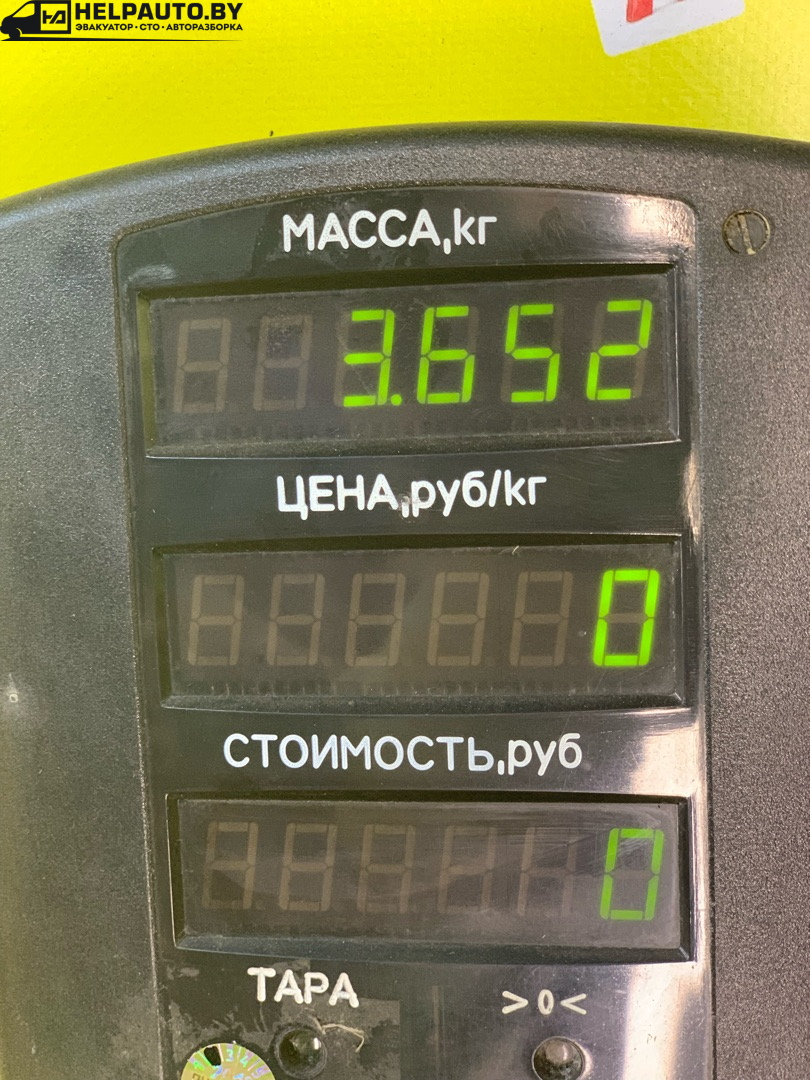 HELPAUTO.BY
ЭВАКУАТОР • СТО • АВТОРАЗБОРКА
МАССА,кг
3.652
ЦЕНА,руб/кг
0
СТОИМОСТЬ,руб
0
ТАРА
>0<